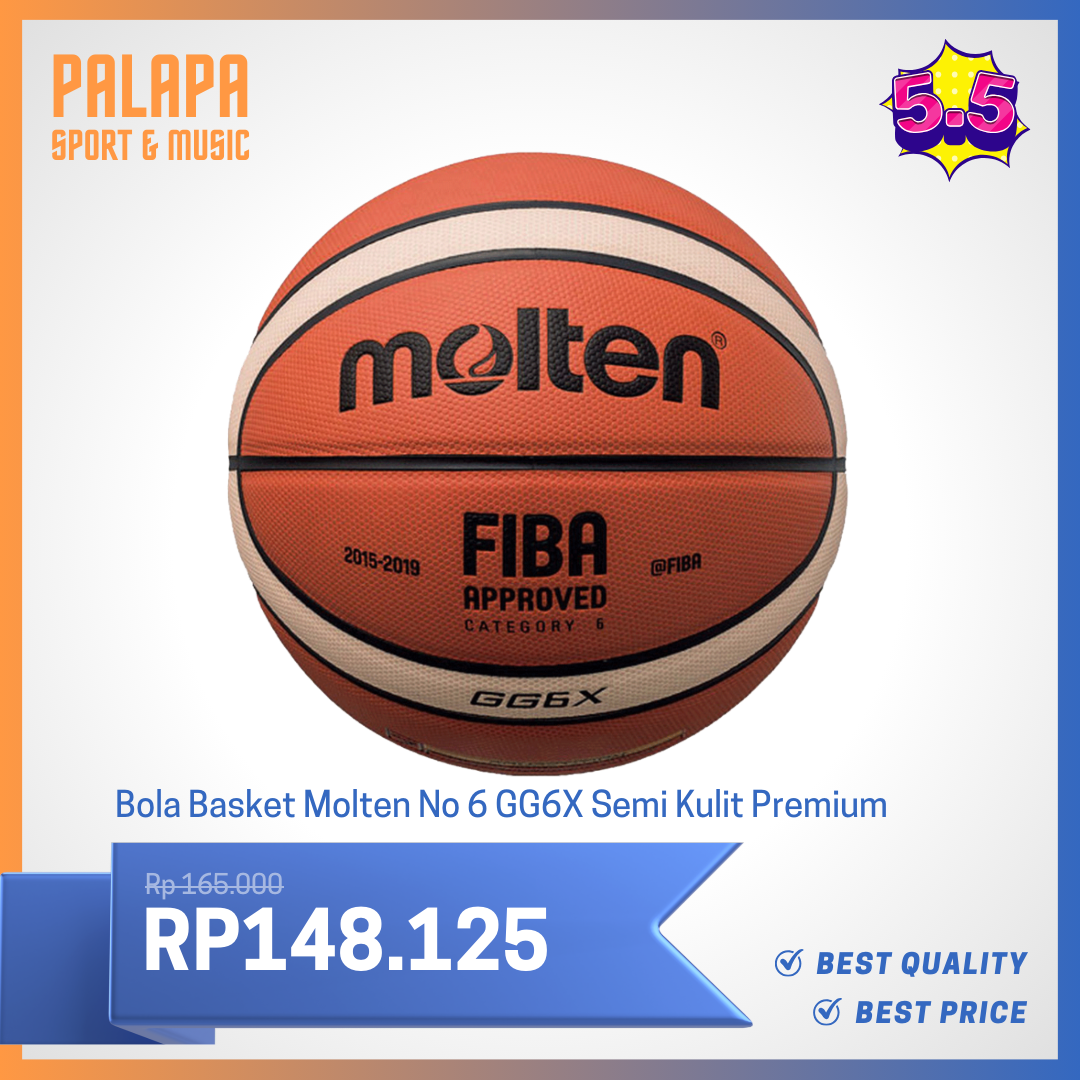 PALAPA
SPORT & MUSIC
5.5
molten®
FIBA
2015-2019
@FIBA
APPROVED
CATEGORY 6
GG6X
Bola Basket Molten No 6 GG6X Semi Kulit Premium
Rp 165.000
RP148.125
BEST QUALITY
BEST PRICE